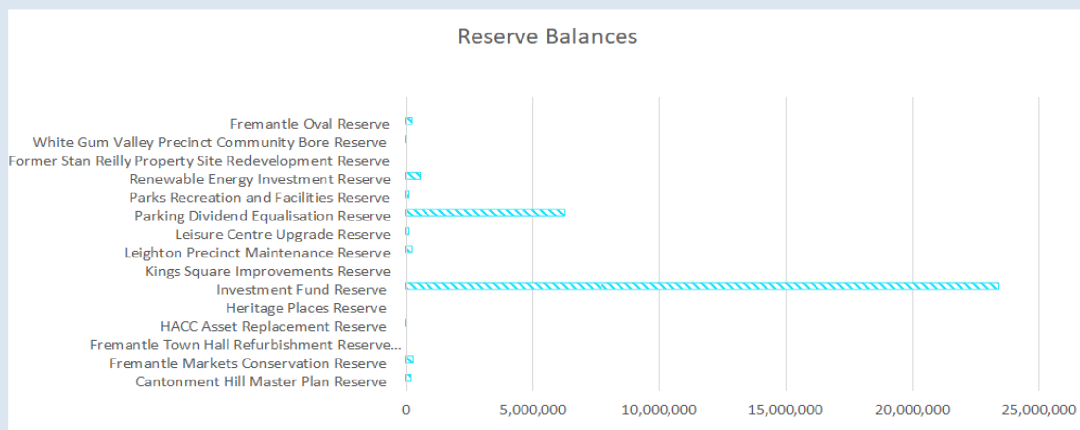 Reserve Balances
Fremantle Oval Reserve
White Gum Valley Precinct Community Bore Reserve
Former Stan Reilly Property Site Redevelopment Reserve
Renewable Energy Investment Reserve
Parks Recreation and Facilities Reserve
Parking Dividend Equalisation Reserve
Leisure Centre Upgrade Reserve
Leighton Precinct Maintenance Reserve
Kings Square Improvements Reserve
Investment Fund Reserve
Heritage Places Reserve
HACC Asset Replacement Reserve
Fremantle Town Hall Refurbishment Reserve...
Fremantle Markets Conservation Reserve
Cantonment Hill Master Plan Reserve
0 5,000,000 10,000,000 15,000,000 20,000,000 25,000,000